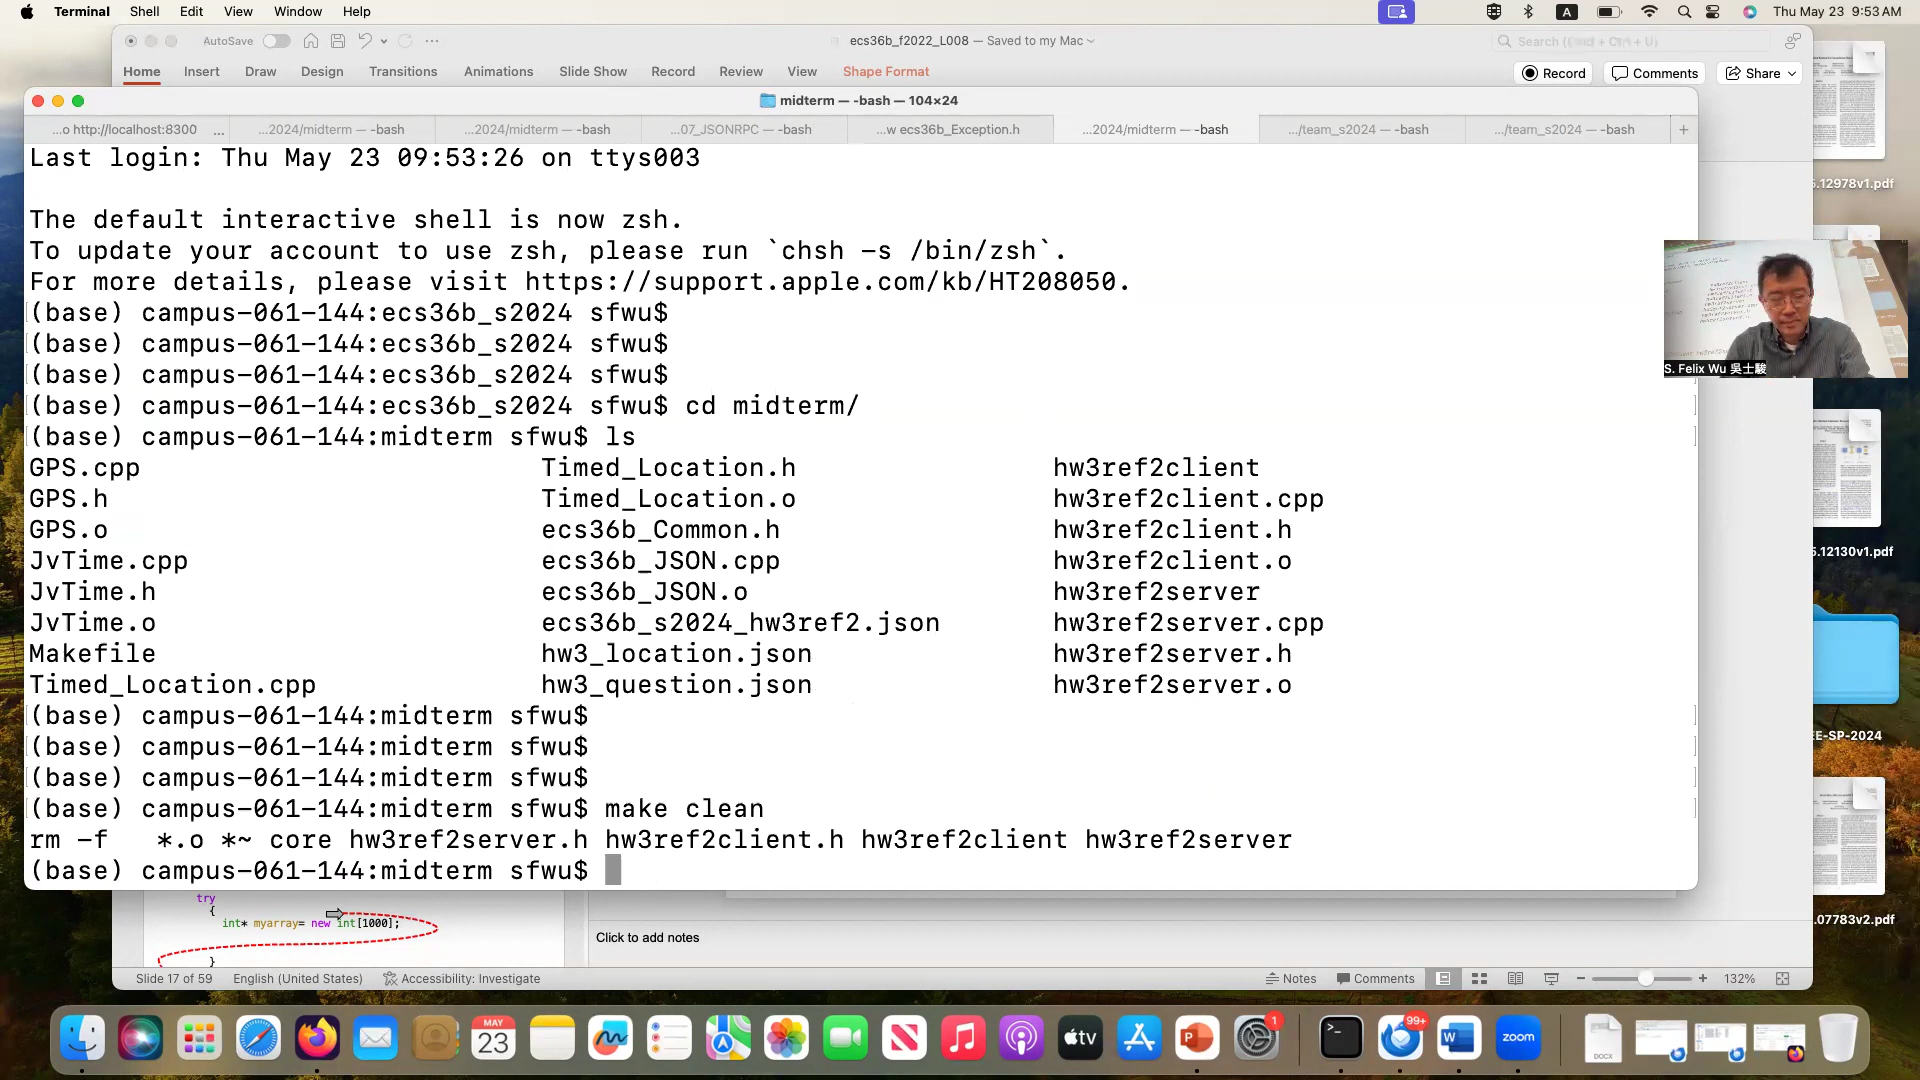 Terminal Shell Edit View Window Help
A
Thu May 23 9:53 AM
AutoSave
ecs36b_f2022_L008 — Saved to my Mac
Home Insert Draw Design Transitions Animations Slide Show Record Review View Shape Format
Record Comments Share
midterm — -bash — 104×24
...o http://localhost:8300 ... ...2024/midterm — -bash ...2024/midterm — -bash ...07_JSONRPC — -bash ...w ecs36b_Exception.h ...2024/midterm — -bash .../team_s2024 — -bash .../team_s2024 — -bash +
Last login: Thu May 23 09:53:26 on ttys003
The default interactive shell is now zsh.
To update your account to use zsh, please run `chsh -s /bin/zsh`.
For more details, please visit https://support.apple.com/kb/HT208050.
(base) campus-061-144:ecs36b_s2024 sfwu$
(base) campus-061-144:ecs36b_s2024 sfwu$
(base) campus-061-144:ecs36b_s2024 sfwu$
(base) campus-061-144:ecs36b_s2024 sfwu$ cd midterm/
(base) campus-061-144:midterm sfwu$ ls
GPS.cpp Timed_Location.h hw3ref2client
GPS.h Timed_Location.o hw3ref2client.cpp
GPS.o ecs36b_Common.h hw3ref2client.h
JvTime.cpp ecs36b_JSON.cpp hw3ref2client.o
JvTime.h ecs36b_JSON.o hw3ref2server
JvTime.o ecs36b_s2024_hw3ref2.json hw3ref2server.cpp
Makefile hw3_location.json hw3ref2server.h
Timed_Location.cpp hw3_question.json hw3ref2server.o
(base) campus-061-144:midterm sfwu$
(base) campus-061-144:midterm sfwu$
(base) campus-061-144:midterm sfwu$
(base) campus-061-144:midterm sfwu$ make clean
rm -f *.o *~ core hw3ref2server.h hw3ref2client.h hw3ref2client hw3ref2server
(base) campus-061-144:midterm sfwu$
S. Felix Wu 吳士駿
.12978v1.pdf
.12130v1.pdf
EE-SP-2024
.07783v2.pdf
try
{
int* myarray= new int[1000];
}
Click to add notes
Slide 17 of 59 English (United States) Accessibility: Investigate
Notes Comments 132%
MAY
23
tv
1
99+
zoom
DOCX